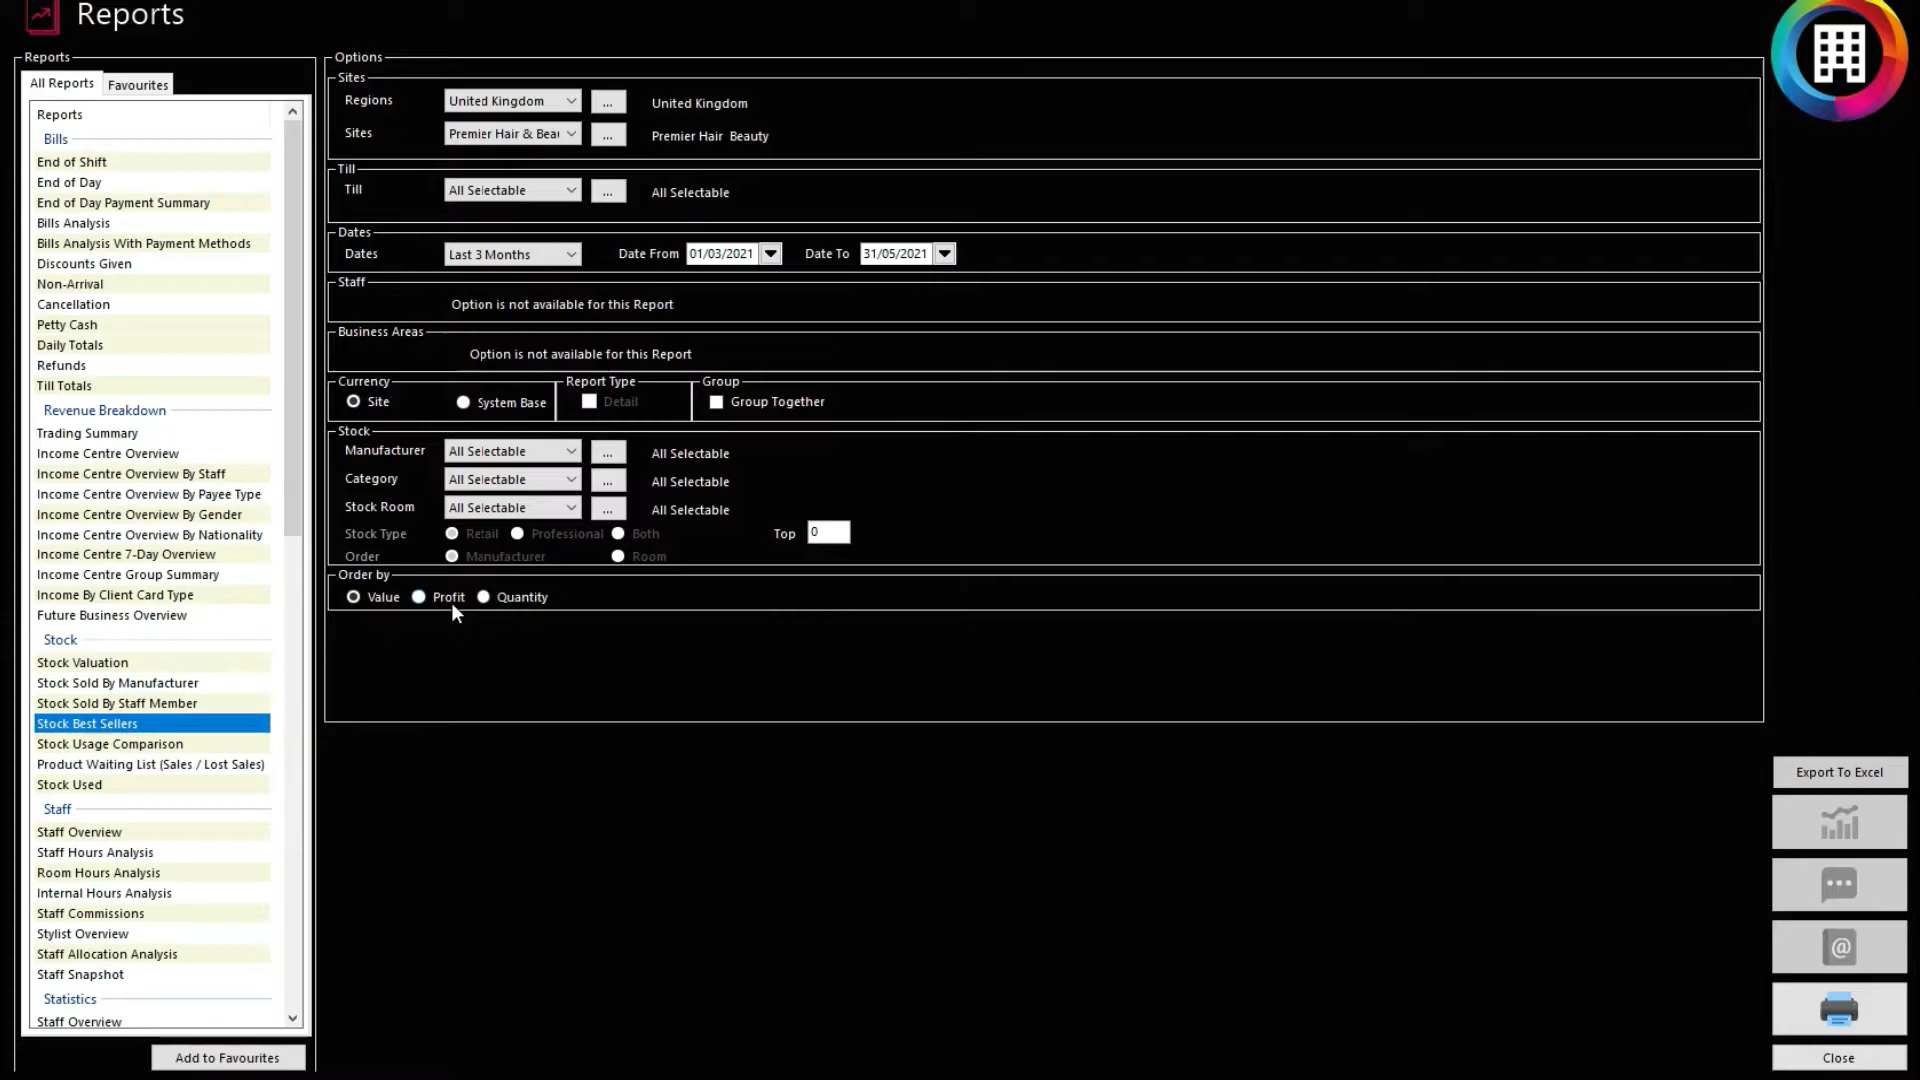 Reports
Reports
All Reports Favourites
Reports
Bills
End of Shift
End of Day
End of Day Payment Summary
Bills Analysis
Bills Analysis With Payment Methods
Discounts Given
Non-Arrival
Cancellation
Petty Cash
Daily Totals
Refunds
Till Totals
Revenue Breakdown
Trading Summary
Income Centre Overview
Income Centre Overview By Staff
Income Centre Overview By Payee Type
Income Centre Overview By Gender
Income Centre Overview By Nationality
Income Centre 7-Day Overview
Income Centre Group Summary
Income By Client Card Type
Future Business Overview
Stock
Stock Valuation
Stock Sold By Manufacturer
Stock Sold By Staff Member
Stock Best Sellers
Stock Usage Comparison
Product Waiting List (Sales / Lost Sales)
Stock Used
Staff
Staff Overview
Staff Hours Analysis
Room Hours Analysis
Internal Hours Analysis
Staff Commissions
Stylist Overview
Staff Allocation Analysis
Staff Snapshot
Statistics
Staff Overview
Add to Favourites
Options
Sites
Regions United Kingdom ... United Kingdom
Sites Premier Hair & Beau ... Premier Hair Beauty
Till
Till All Selectable ... All Selectable
Dates
Dates Last 3 Months Date From 01/03/2021 Date To 31/05/2021
Staff
Option is not available for this Report
Business Areas
Option is not available for this Report
Currency Report Type Group
Site System Base Detail Group Together
Stock
Manufacturer All Selectable ... All Selectable
Category All Selectable ... All Selectable
Stock Room All Selectable ... All Selectable
Stock Type Retail Professional Both Top 0
Order Manufacturer Room
Order by
Value Profit Quantity
Export To Excel
@
Close